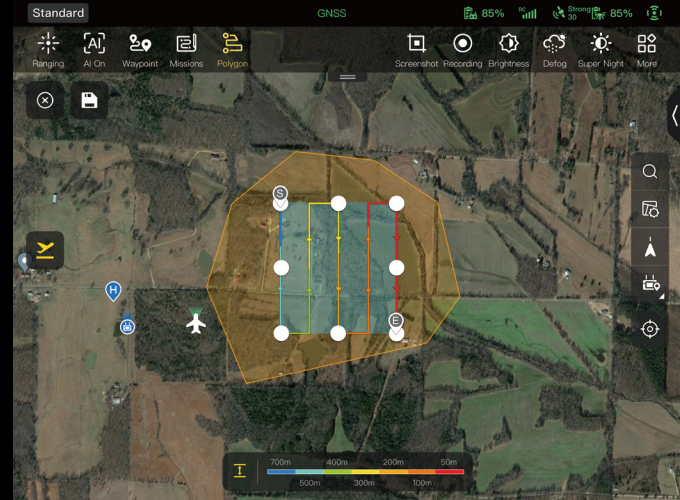 Standard
GNSS
85%
RC
Strong
30
85%
Ranging
AI On
Waypoint
Missions
Polygon
Screenshot
Recording
Brightness
Defog
Super Night
More
[AI]
S
H
E
700m
400m
200m
50m
500m
300m
100m